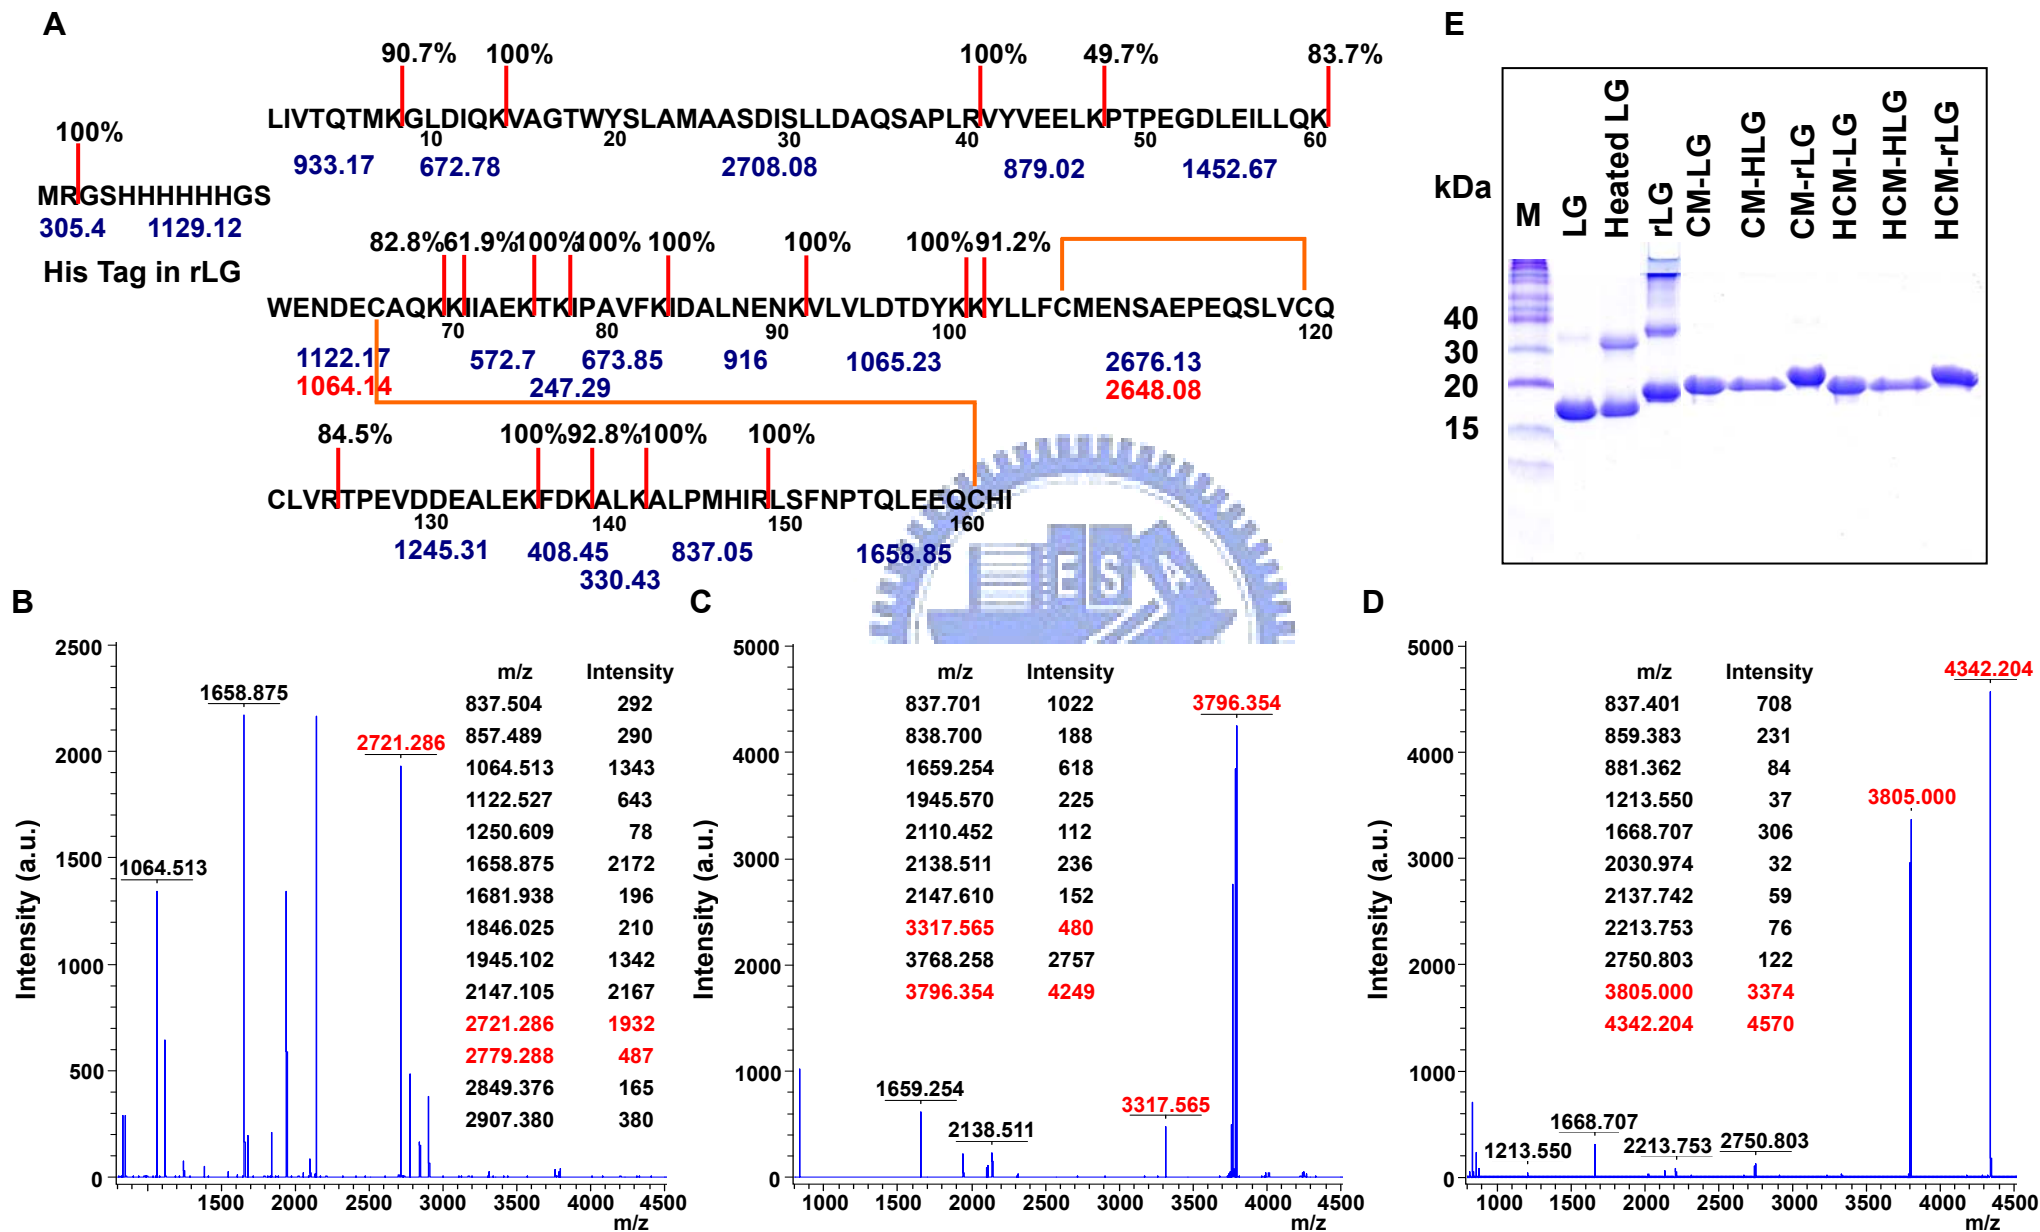 A
90.7% 100% 100% 49.7% 83.7%
LIVTQTMKGLDIQKVAGTWYSLAMAASDISLLDAQSAPLRVYVEELKPTPEGDLEILLQK
10 20 30 40 50 60
933.17 672.78 2708.08 879.02 1452.67
100%
MRGSHHHHHHGS
305.4 1129.12
His Tag in rLG
82.8% 61.9% 100% 100% 100% 100% 100% 91.2%
WENDECAQKKIIAEKTKIPAVFKIDALNENKVLVLDTDYKKYLLFCMENSAEPEQSLVCQ
70 80 90 100 120
1122.17 572.7 673.85 916 1065.23 2676.13
1064.14 247.29 2648.08
84.5% 100% 92.8% 100% 100%
CLVRTPEVDDEALEKFDKALKALPMHIRLSFNPTQLEEQCHI
130 140 150 160
1245.31 408.45 837.05 1658.85
330.43
ESA
E
kDa
M
LG
Heated LG
rLG
CM-LG
CM-HLG
CM-rLG
HCM-LG
HCM-HLG
HCM-rLG
40
30
20
15
B
Intensity (a.u.)
2500
2000
1500
1000
500
0
1500 2000 2500 3000 3500 4000 4500
m/z
1064.513
1658.875
2721.286
m/z Intensity
837.504 292
857.489 290
1064.513 1343
1122.527 643
1250.609 78
1658.875 2172
1681.938 196
1846.025 210
1945.102 1342
2147.105 2167
2721.286 1932
2779.288 487
2849.376 165
2907.380 380
C
Intensity (a.u.)
5000
4000
3000
2000
1000
0
1000 1500 2000 2500 3000 3500 4000 4500
m/z
1659.254
2138.511
3317.565
3796.354
m/z Intensity
837.701 1022
838.700 188
1659.254 618
1945.570 225
2110.452 112
2138.511 236
2147.610 152
3317.565 480
3768.258 2757
3796.354 4249
D
Intensity (a.u.)
5000
4000
3000
2000
1000
0
1000 1500 2000 2500 3000 3500 4000 4500
m/z
1213.550
1668.707
2213.753
2750.803
3805.000
4342.204
m/z Intensity
837.401 708
859.383 231
881.362 84
1213.550 37
1668.707 306
2030.974 32
2137.742 59
2213.753 76
2750.803 122
3805.000 3374
4342.204 4570